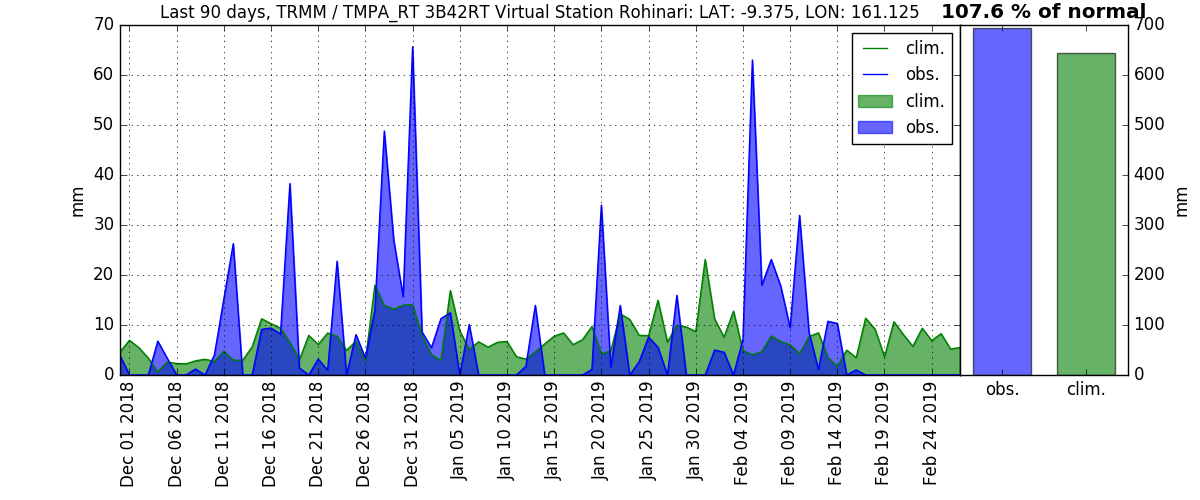 Last 90 days, TRMM / TMPA_RT 3B42RT Virtual Station Rohinari: LAT: -9.375, LON: 161.125
107.6 % of normal
70
60
50
40
30
20
10
0
mm
clim.
obs.
clim.
obs.
700
600
500
400
300
200
100
0
mm
obs.
clim.
Dec 01 2018
Dec 06 2018
Dec 11 2018
Dec 16 2018
Dec 21 2018
Dec 26 2018
Dec 31 2018
Jan 05 2019
Jan 10 2019
Jan 15 2019
Jan 20 2019
Jan 25 2019
Jan 30 2019
Feb 04 2019
Feb 09 2019
Feb 14 2019
Feb 19 2019
Feb 24 2019